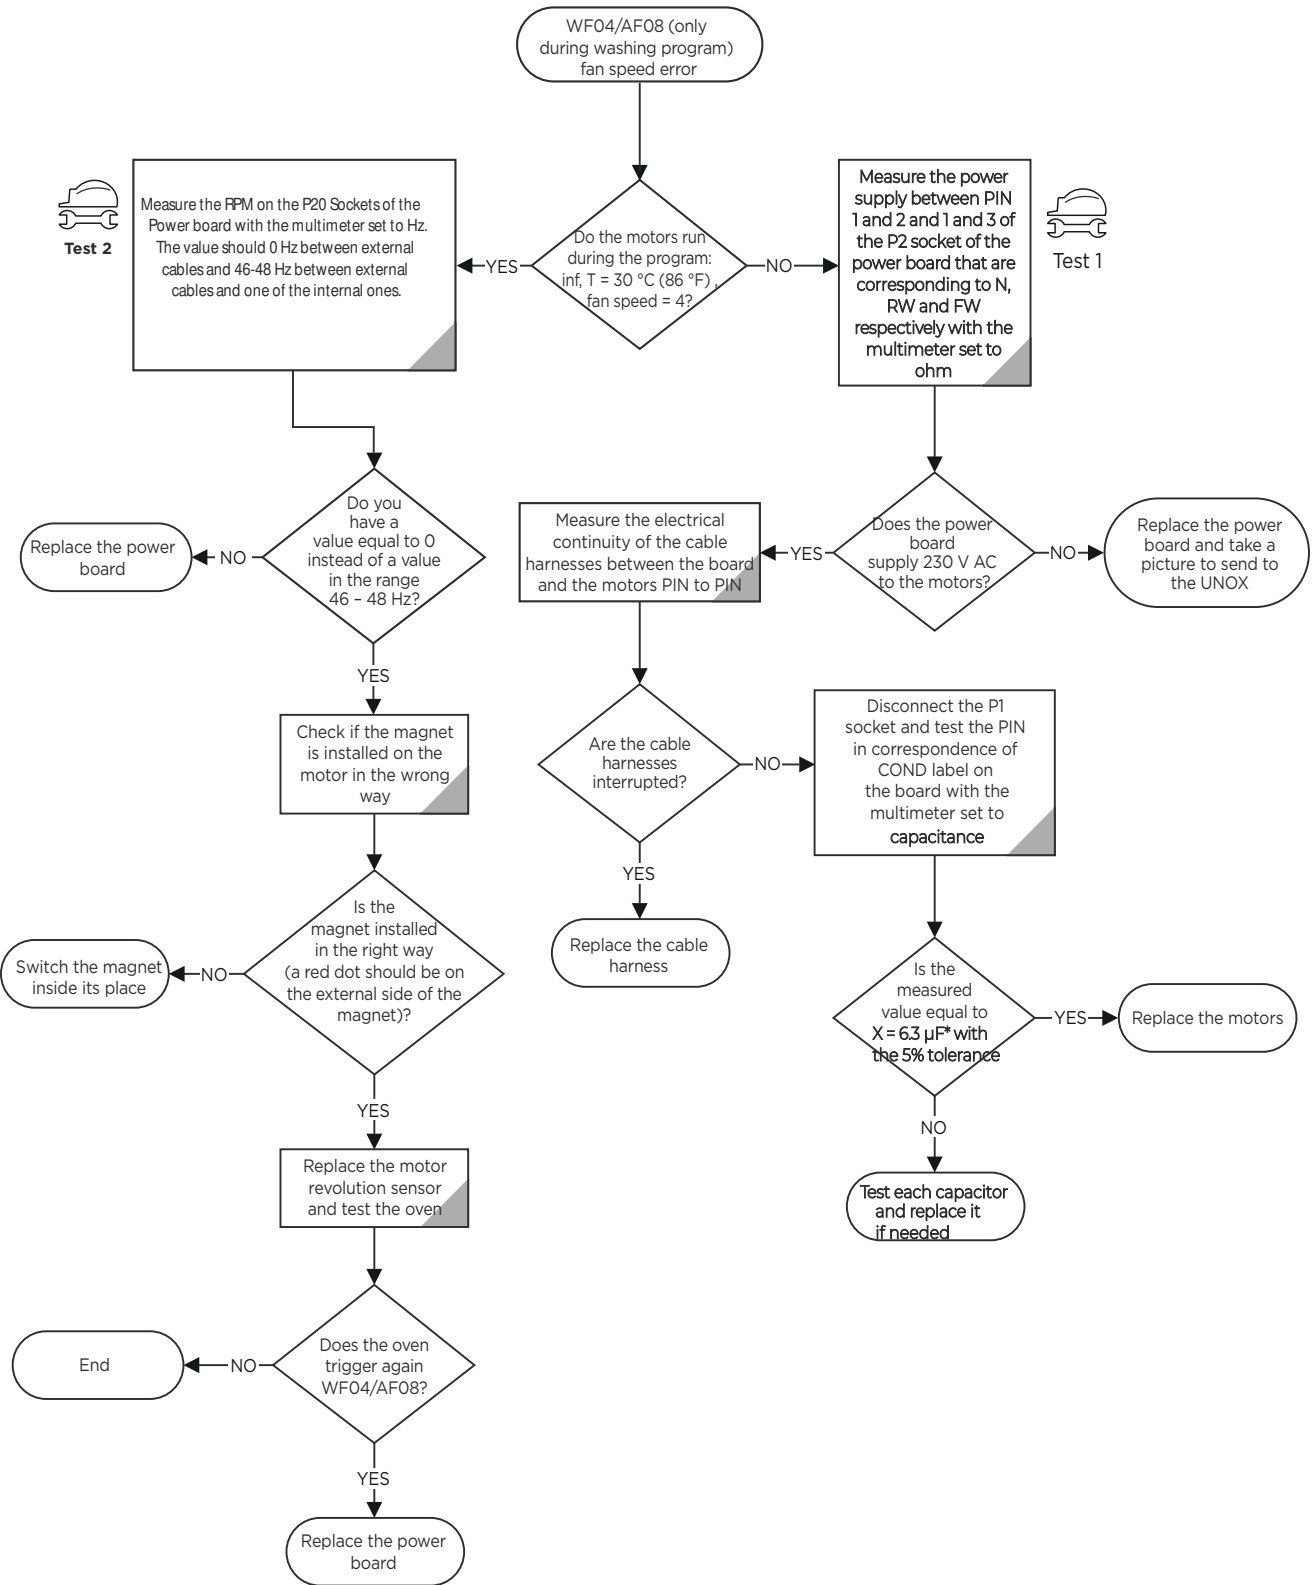 WF04/AF08 (only
during washing program)
fan speed error
Test 2
Measure the RPM on the P20 Sockets of the
Power board with the multimeter set to Hz.
The value should 0 Hz between external
cables and 46-48 Hz between external
cables and one of the internal ones.
YES
Do the motors run
during the program:
inf, T = 30 °C (86 °F) ,
fan speed = 4?
NO
Measure the power
supply between PIN
1 and 2 and 1 and 3 of
the P2 socket of the
power board that are
corresponding to N,
RW and FW
respectively with the
multimeter set to
ohm
Test 1
Replace the power
board
NO
Do you
have a
value equal to 0
instead of a value
in the range
46 – 48 Hz?
Measure the electrical
continuity of the cable
harnesses between the board
and the motors PIN to PIN
YES
Does the power
board
supply 230 V AC
to the motors?
NO
Replace the power
board and take a
picture to send to
the UNOX
YES
Check if the magnet
is installed on the
motor in the wrong
way
Are the cable
harnesses
interrupted?
NO
Disconnect the P1
socket and test the PIN
in correspondence of
COND label on
the board with the
multimeter set to
capacitance
YES
Replace the cable
harness
Switch the magnet
inside its place
NO
Is the
magnet installed
in the right way
(a red dot should be on
the external side of the
magnet)?
Is the
measured
value equal to
X = 6.3 µF* with
the 5% tolerance
YES
Replace the motors
YES
NO
Replace the motor
revolution sensor
and test the oven
Test each capacitor
and replace it
if needed
End
NO
Does the oven
trigger again
WF04/AF08?
YES
Replace the power
board